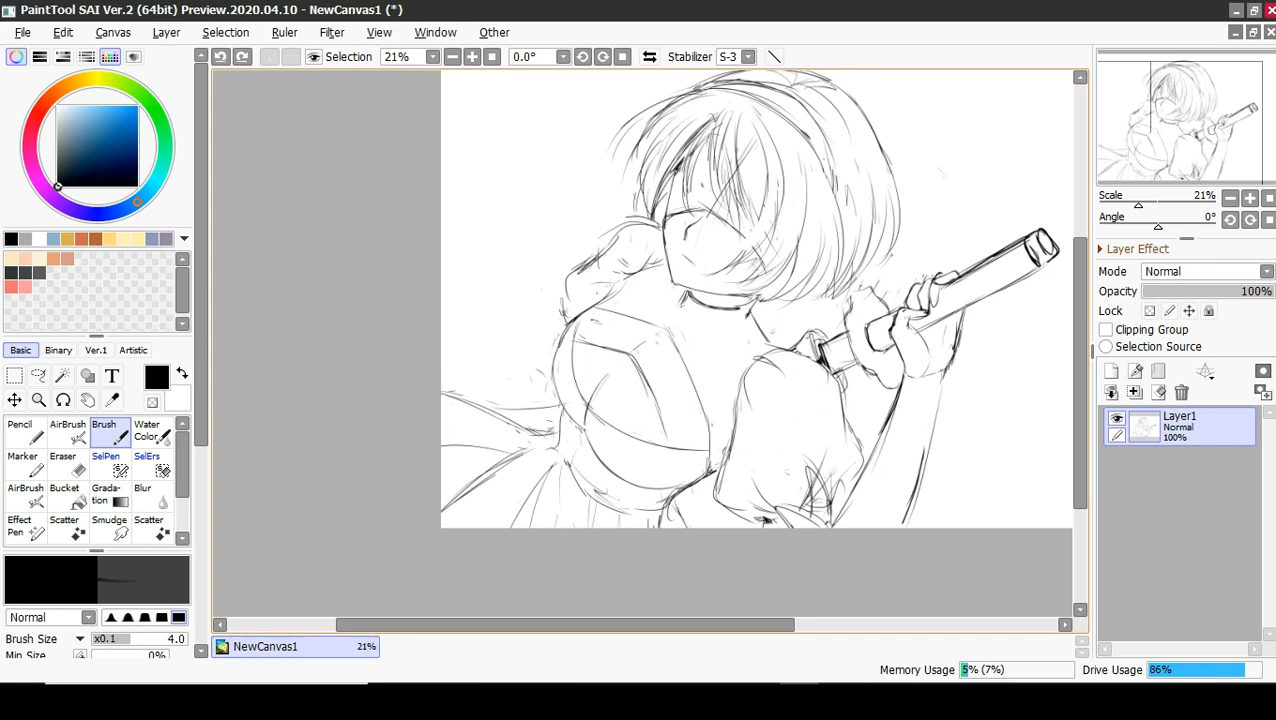 PaintTool SAI Ver.2 (64bit) Preview.2020.04.10 - NewCanvas1 (*)
File Edit Canvas Layer Selection Ruler Filter View Window Other
Selection 21% 0.0° Stabilizer S-3
Scale 21%
Angle 0°
Layer Effect
Mode Normal
Opacity 100%
Lock
Clipping Group
Selection Source
Layer1
Normal
100%
Basic Binary Ver.1 Artistic
T
Pencil AirBrush Brush Water Color
Marker Eraser SelPen SelErs
AirBrush Bucket Gradation Blur
Effect Pen Scatter Smudge Scatter
Normal
Brush Size x0.1 4.0
Min Size 0%
NewCanvas1 21%
Memory Usage 5% (7%) Drive Usage 86%